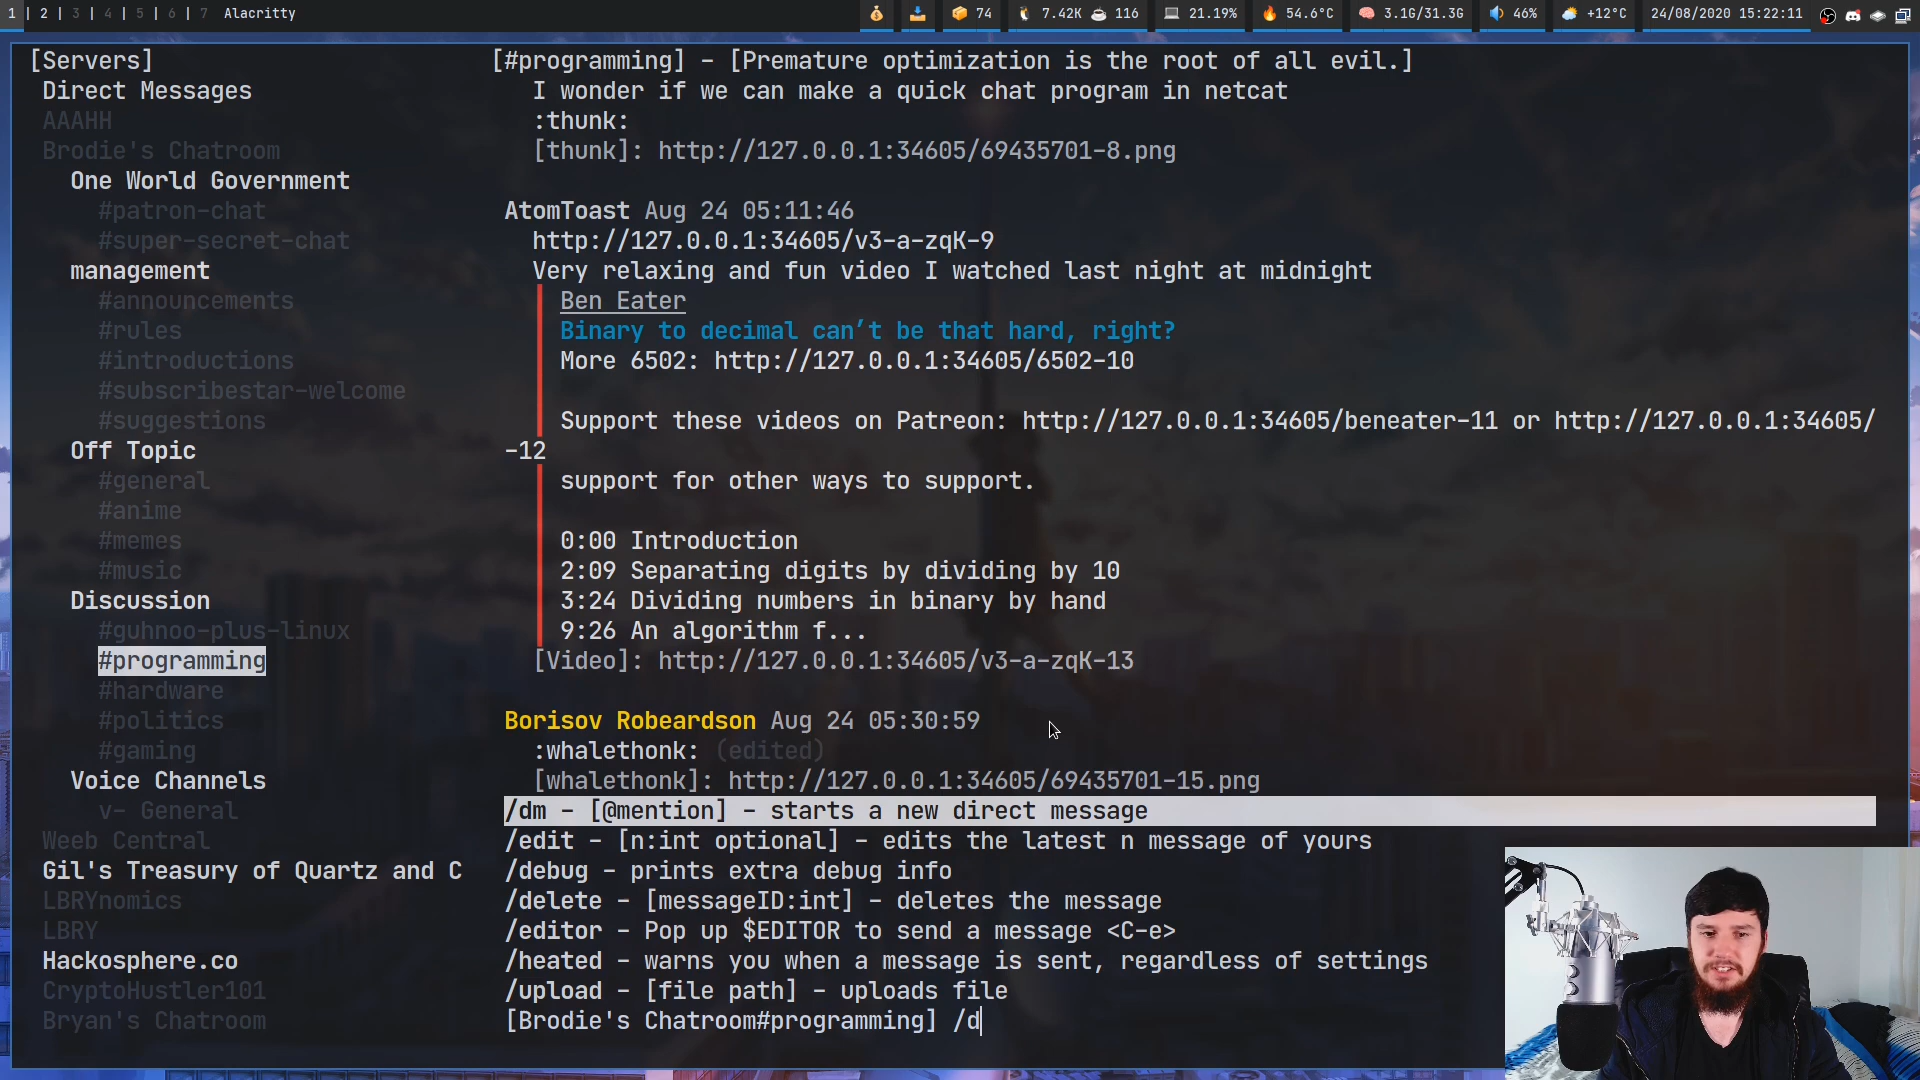 1 | 2 | 3 | 4 | 5 | 6 | 7 Alacritty
74 7.42K 116 21.19% 54.6°C 3.1G/31.3G 46% +12°C 24/08/2020 15:22:11
[Servers]
Direct Messages
AAAHH
Brodie's Chatroom
One World Government
#patron-chat
#super-secret-chat
management
#announcements
#rules
#introductions
#subscribestar-welcome
#suggestions
Off Topic
#general
#anime
#memes
#music
Discussion
#guhnoo-plus-linux
#programming
#hardware
#politics
#gaming
Voice Channels
v- General
Weeb Central
Gil's Treasury of Quartz and C
LBRYnomics
LBRY
Hackosphere.co
CryptoHustler101
Bryan's Chatroom
[#programming] - [Premature optimization is the root of all evil.]
I wonder if we can make a quick chat program in netcat
:thunk:
[thunk]: http://127.0.0.1:34605/69435701-8.png
AtomToast Aug 24 05:11:46
http://127.0.0.1:34605/v3-a-zqK-9
Very relaxing and fun video I watched last night at midnight
Ben Eater
Binary to decimal can’t be that hard, right?
More 6502: http://127.0.0.1:34605/6502-10
Support these videos on Patreon: http://127.0.0.1:34605/beneater-11 or http://127.0.0.1:34605/
-12
support for other ways to support.
0:00 Introduction
2:09 Separating digits by dividing by 10
3:24 Dividing numbers in binary by hand
9:26 An algorithm f...
[Video]: http://127.0.0.1:34605/v3-a-zqK-13
Borisov Robeardson Aug 24 05:30:59
:whalethonk: (edited)
[whalethonk]: http://127.0.0.1:34605/69435701-15.png
/dm - [@mention] - starts a new direct message
/edit - [n:int optional] - edits the latest n message of yours
/debug - prints extra debug info
/delete - [messageID:int] - deletes the message
/editor - Pop up $EDITOR to send a message <C-e>
/heated - warns you when a message is sent, regardless of settings
/upload - [file path] - uploads file
[Brodie's Chatroom#programming] /d